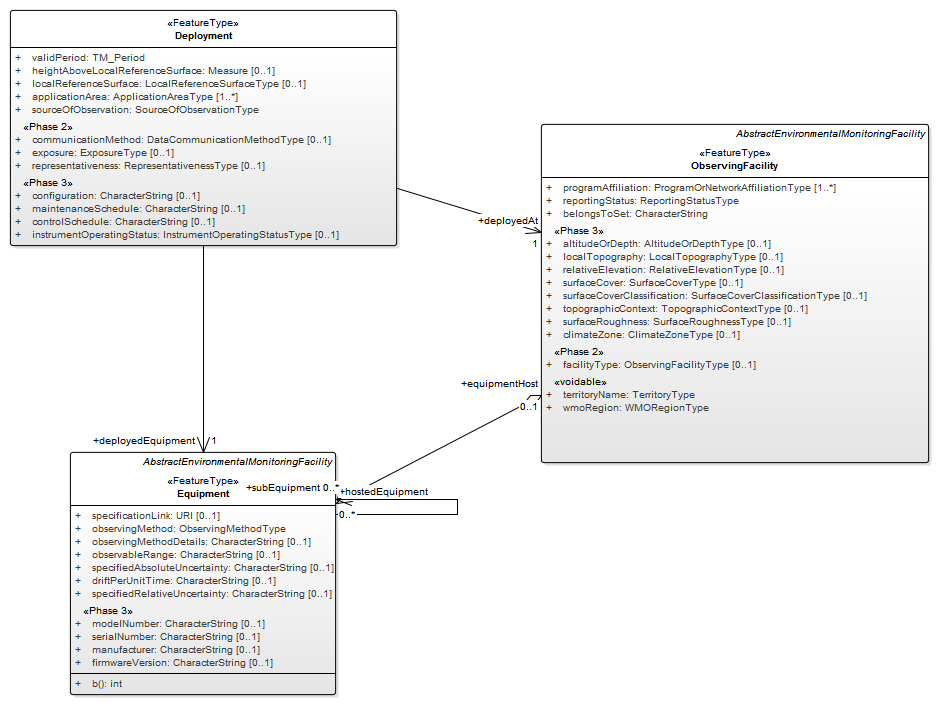 «FeatureType»
Deployment
+ validPeriod: TM_Period
+ heightAboveLocalReferenceSurface: Measure [0..1]
+ localReferenceSurface: LocalReferenceSurfaceType [0..1]
+ applicationArea: ApplicationAreaType [1..*]
+ sourceOfObservation: SourceOfObservationType
«Phase 2»
+ communicationMethod: DataCommunicationMethodType [0..1]
+ exposure: ExposureType [0..1]
+ representativeness: RepresentativenessType [0..1]
«Phase 3»
+ configuration: CharacterString [0..1]
+ maintenanceSchedule: CharacterString [0..1]
+ controlSchedule: CharacterString [0..1]
+ instrumentOperatingStatus: InstrumentOperatingStatusType [0..1]
+deployedAt
1
AbstractEnvironmentalMonitoringFacility
«FeatureType»
ObservingFacility
+ programAffiliation: ProgramOrNetworkAffiliationType [1..*]
+ reportingStatus: ReportingStatusType
+ belongsToSet: CharacterString
«Phase 3»
+ altitudeOrDepth: AltitudeOrDepthType [0..1]
+ localTopography: LocalTopographyType [0..1]
+ relativeElevation: RelativeElevationType [0..1]
+ surfaceCover: SurfaceCoverType [0..1]
+ surfaceCoverClassification: SurfaceCoverClassificationType [0..1]
+ topographicContext: TopographicContextType [0..1]
+ surfaceRoughness: SurfaceRoughnessType [0..1]
+ climateZone: ClimateZoneType [0..1]
«Phase 2»
+ facilityType: ObservingFacilityType [0..1]
«voidable»
+ territoryName: TerritoryType
+ wmoRegion: WMORegionType
+equipmentHost
0..1
+deployedEquipment 1
AbstractEnvironmentalMonitoringFacility
«FeatureType»
Equipment
+subEquipment 0..*
+hostedEquipment
0..*
+ specificationLink: URI [0..1]
+ observingMethod: ObservingMethodType
+ observingMethodDetails: CharacterString [0..1]
+ observableRange: CharacterString [0..1]
+ specifiedAbsoluteUncertainty: CharacterString [0..1]
+ driftPerUnitTime: CharacterString [0..1]
+ specifiedRelativeUncertainty: CharacterString [0..1]
«Phase 3»
+ modelNumber: CharacterString [0..1]
+ serialNumber: CharacterString [0..1]
+ manufacturer: CharacterString [0..1]
+ firmwareVersion: CharacterString [0..1]
+ b(): int